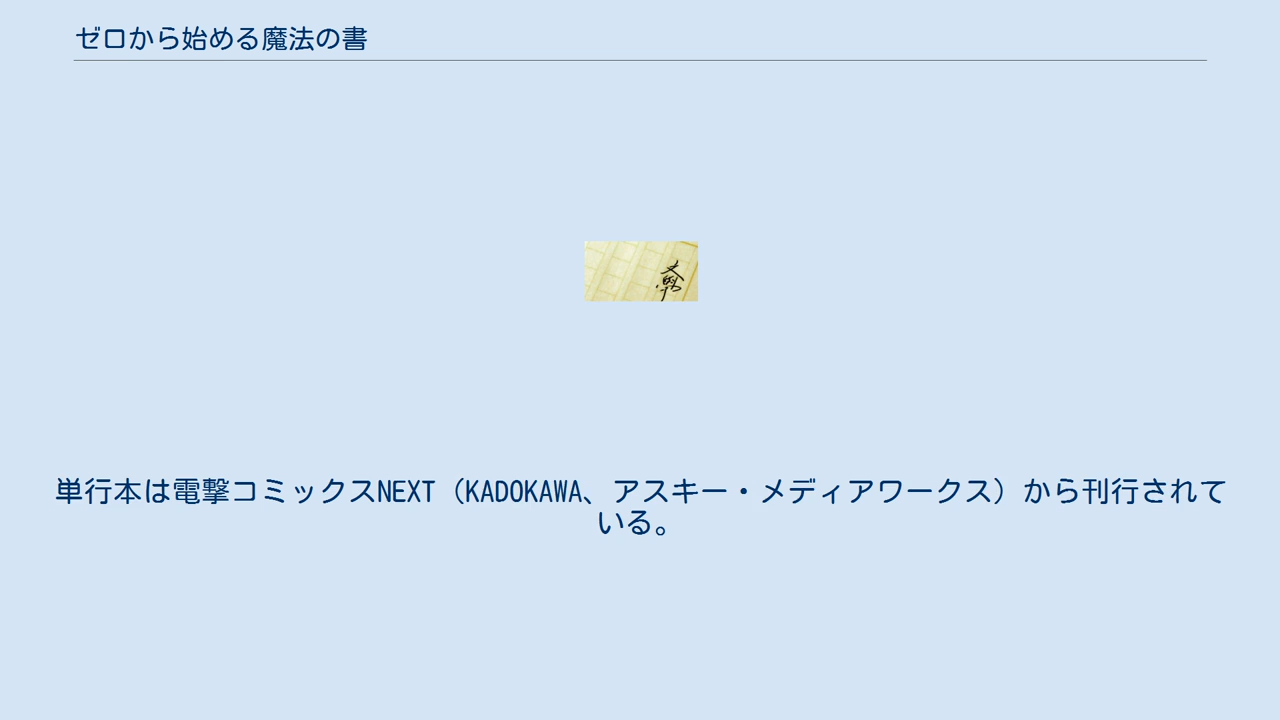 ゼロから始める魔法の書
単行本は電撃コミックスNEXT（KADOKAWA、アスキー・メディアワークス）から刊行されて
いる。